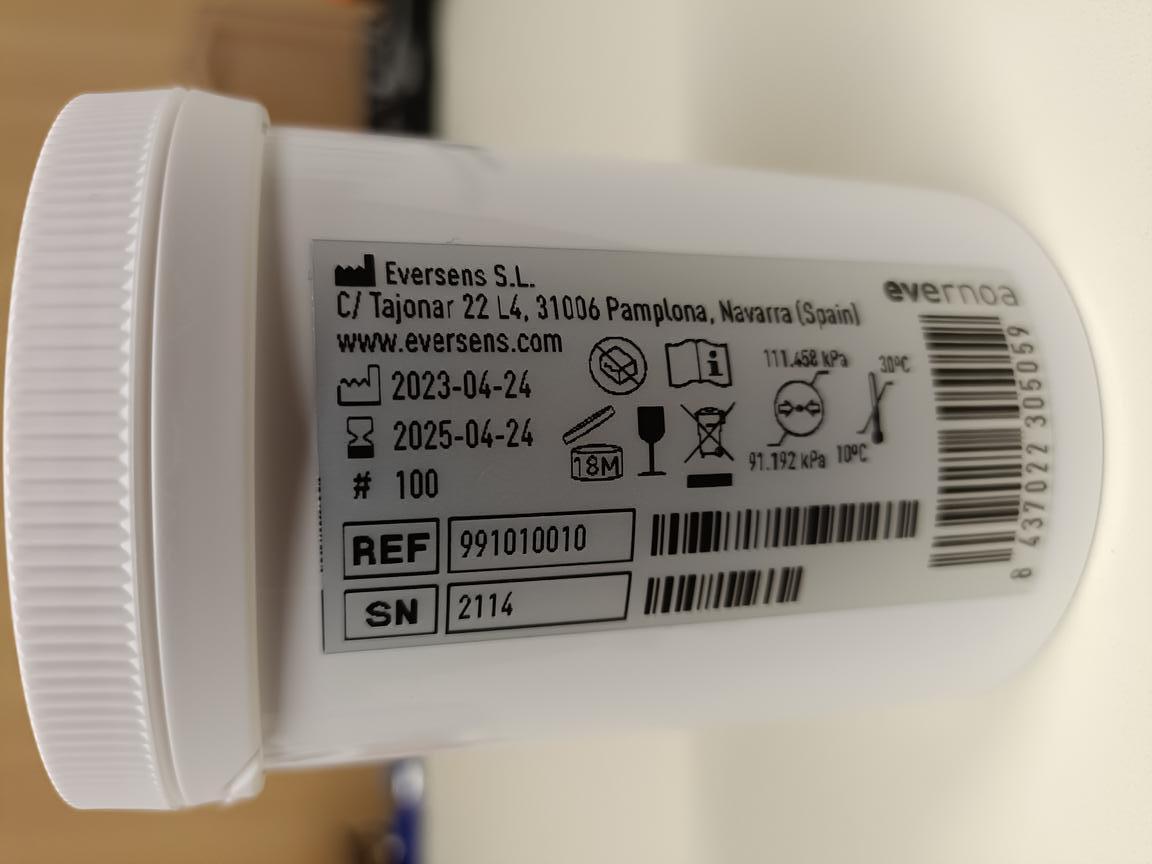 Eversens S.L.
C/ Tajonar 22 L4, 31006 Pamplona, Navarra (Spain)
www.eversens.com
2023-04-24
2025-04-24
# 100
18M
111.458 kPa
91.192 kPa
30ºC
10ºC
REF 991010010
SN 2114
evernoa
8 437022 305059